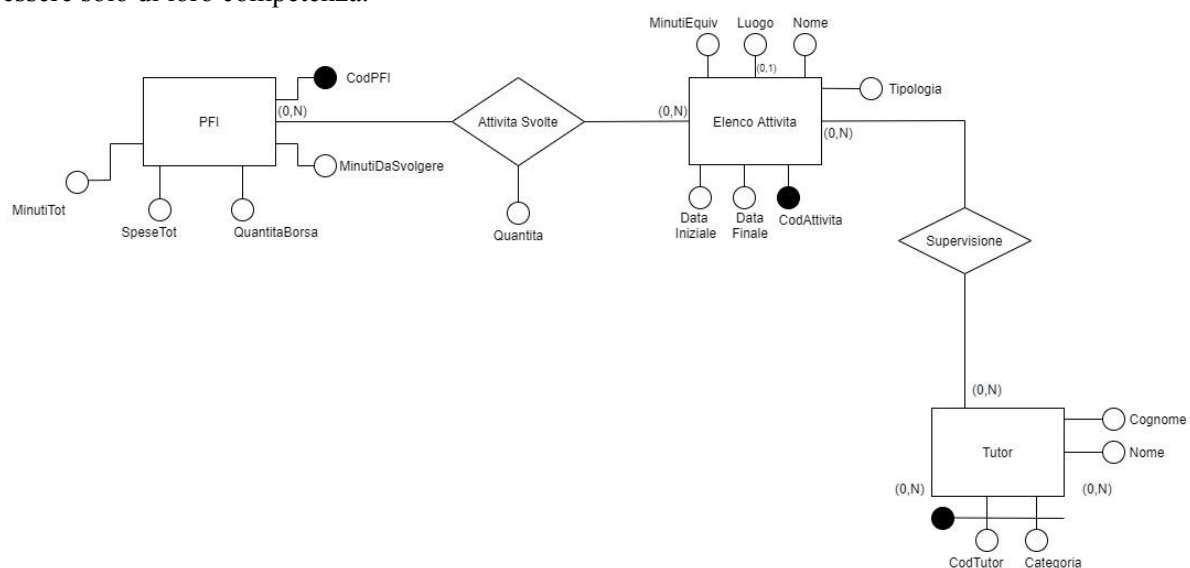 essere solo di loro competenza.
MinutiEquiv Luogo Nome
CodPFI
(0,1)
Tipologia
(0,N)
PFI
Attivita Svolte
(0,N)
Elenco Attivita
(0,N)
MinutiDaSvolgere
MinutiTot
SpeseTot
QuantitaBorsa
Quantita
Data
Iniziale
Data
Finale
CodAttivita
Supervisione
(0,N)
Cognome
Tutor
Nome
(0,N)
(0,N)
CodTutor
Categoria